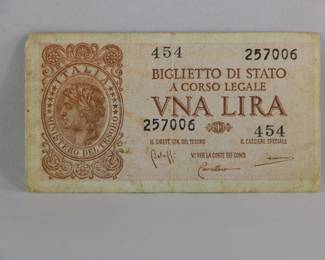 454 257006
ITALIA
BIGLIETTO DI STATO
A CORSO LEGALE
VNA LIRA
MINISTERO DEL TESORO
257006 454
IL DIRETT. GEN. DEL TESORO IL CASSIERE SPECIALE
VI° PER LA CORTE DEI CONTI